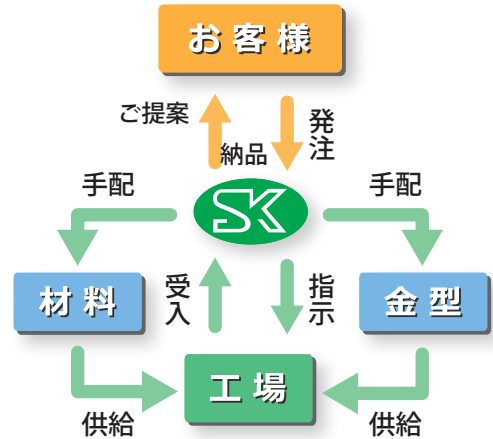 お客様
ご提案
納品
発注
手配
SK
手配
材料
受入
指示
金型
工場
供給
供給